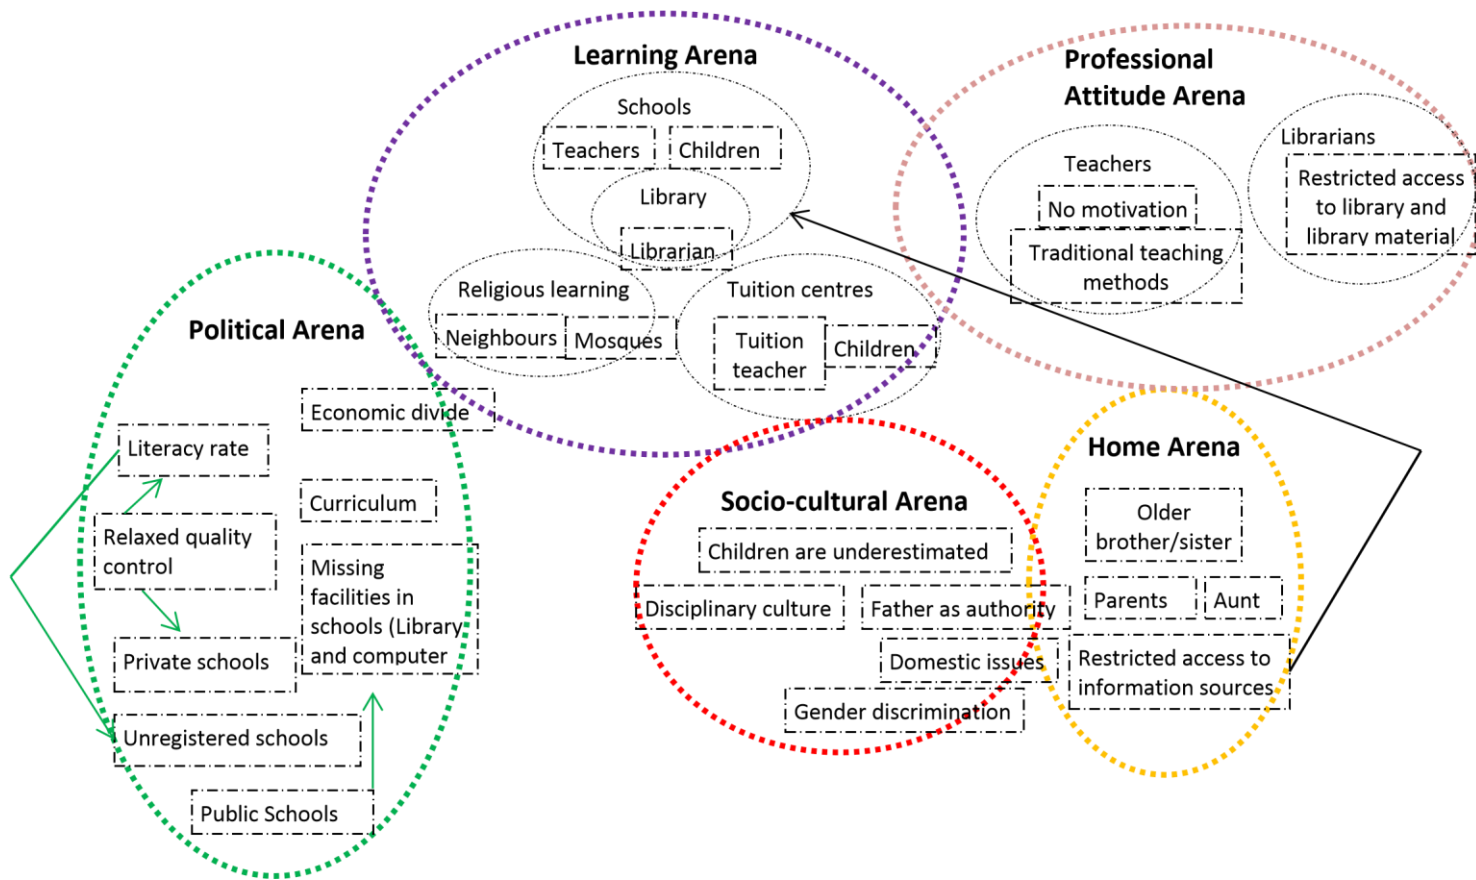 Learning Arena
Schools
Teachers
Children
Library
Librarian
Religious learning
Neighbours
Mosques
Tuition centres
Tuition
teacher
Children
Professional
Attitude Arena
Teachers
No motivation
Traditional teaching
methods
Librarians
Restricted access
to library and
library material
Political Arena
Economic divide
Literacy rate
Curriculum
Relaxed quality
control
Missing
facilities in
schools (Library
and computer
Private schools
Unregistered schools
Public Schools
Socio-cultural Arena
Children are underestimated
Disciplinary culture
Father as authority
Domestic issues
Gender discrimination
Home Arena
Older
brother/sister
Parents
Aunt
Restricted access to
information sources